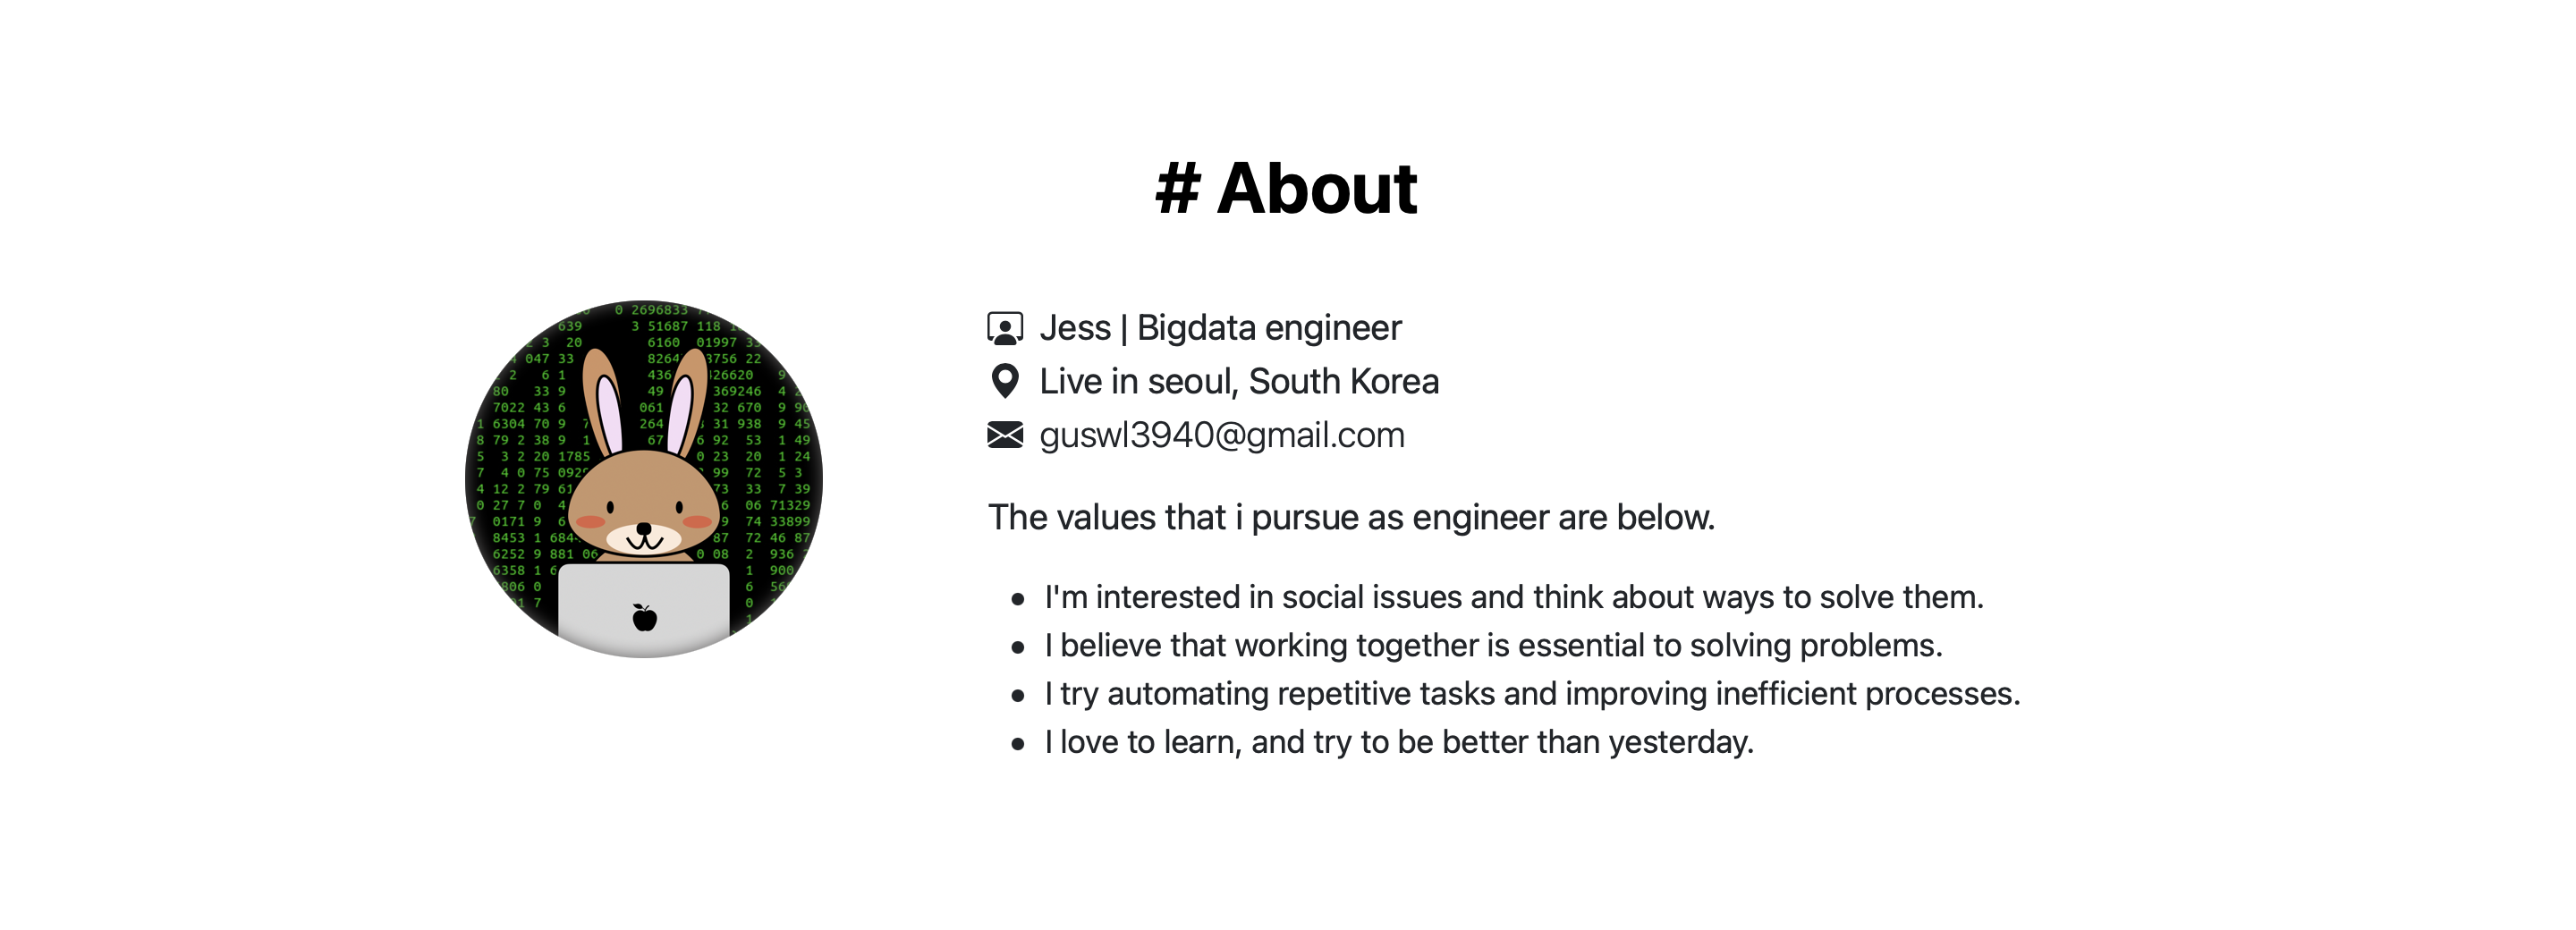 # About
Jess | Bigdata engineer
Live in seoul, South Korea
guswl3940@gmail.com
The values that i pursue as engineer are below.
I'm interested in social issues and think about ways to solve them.
I believe that working together is essential to solving problems.
I try automating repetitive tasks and improving inefficient processes.
I love to learn, and try to be better than yesterday.